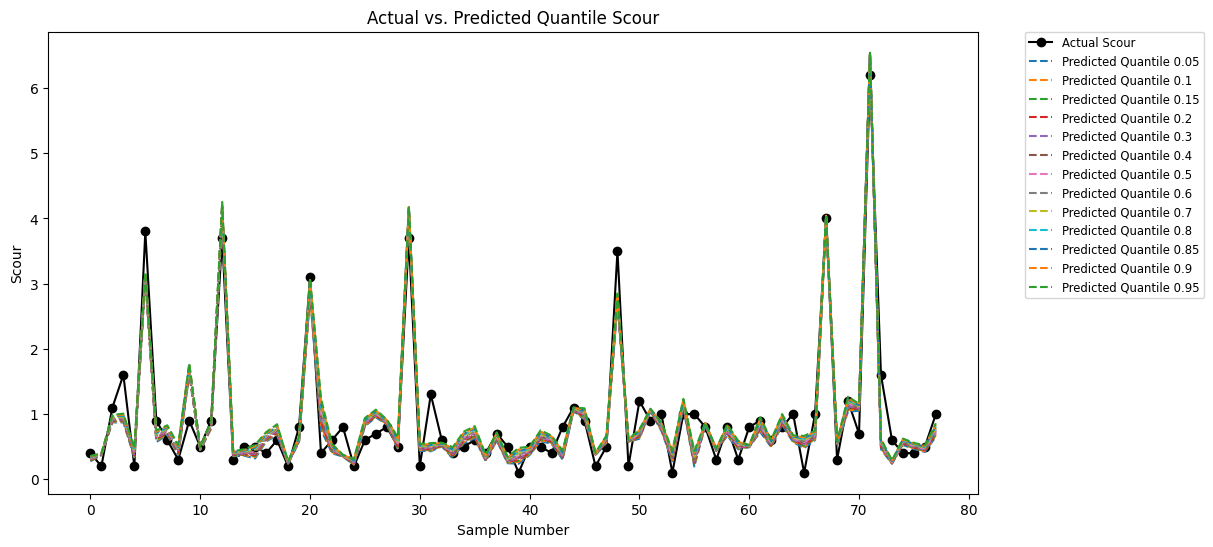 Actual vs. Predicted Quantile Scour
Scour
6
5
4
3
2
1
0
0 10 20 30 40 50 60 70 80
Sample Number
Actual Scour
Predicted Quantile 0.05
Predicted Quantile 0.1
Predicted Quantile 0.15
Predicted Quantile 0.2
Predicted Quantile 0.3
Predicted Quantile 0.4
Predicted Quantile 0.5
Predicted Quantile 0.6
Predicted Quantile 0.7
Predicted Quantile 0.8
Predicted Quantile 0.85
Predicted Quantile 0.9
Predicted Quantile 0.95